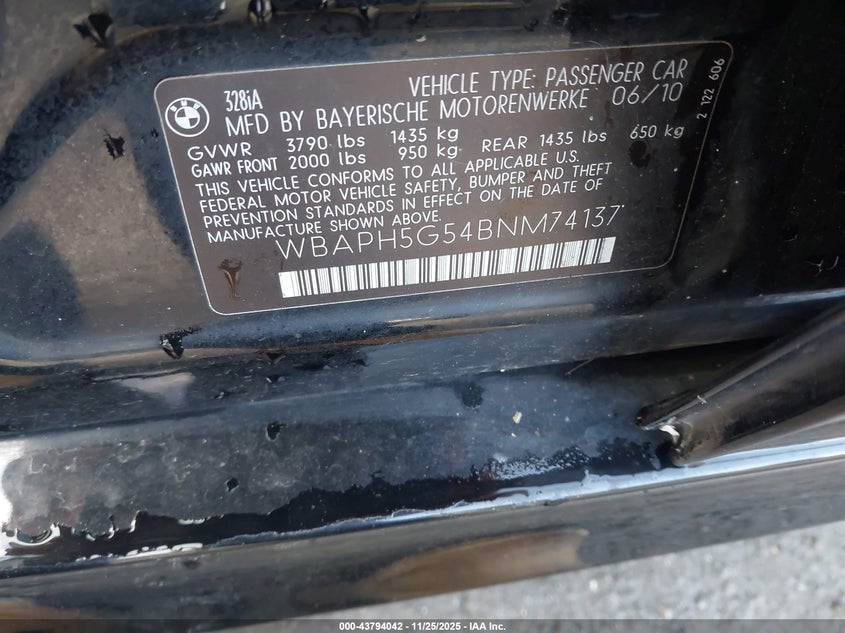 BMW
328iA
VEHICLE TYPE: PASSENGER CAR
MFD BY BAYERISCHE MOTORENWERKE 06/10
GVWR 3790 lbs 1435 kg
GAWR FRONT 2000 lbs 950 kg REAR 1435 lbs 650 kg
THIS VEHICLE CONFORMS TO ALL APPLICABLE U.S.
FEDERAL MOTOR VEHICLE SAFETY, BUMPER AND THEFT
PREVENTION STANDARDS IN EFFECT ON THE DATE OF
MANUFACTURE SHOWN ABOVE.
WBAPH5G54BNM74137
2 122 606
000-43794042 — 11/25/2025 — IAA Inc.